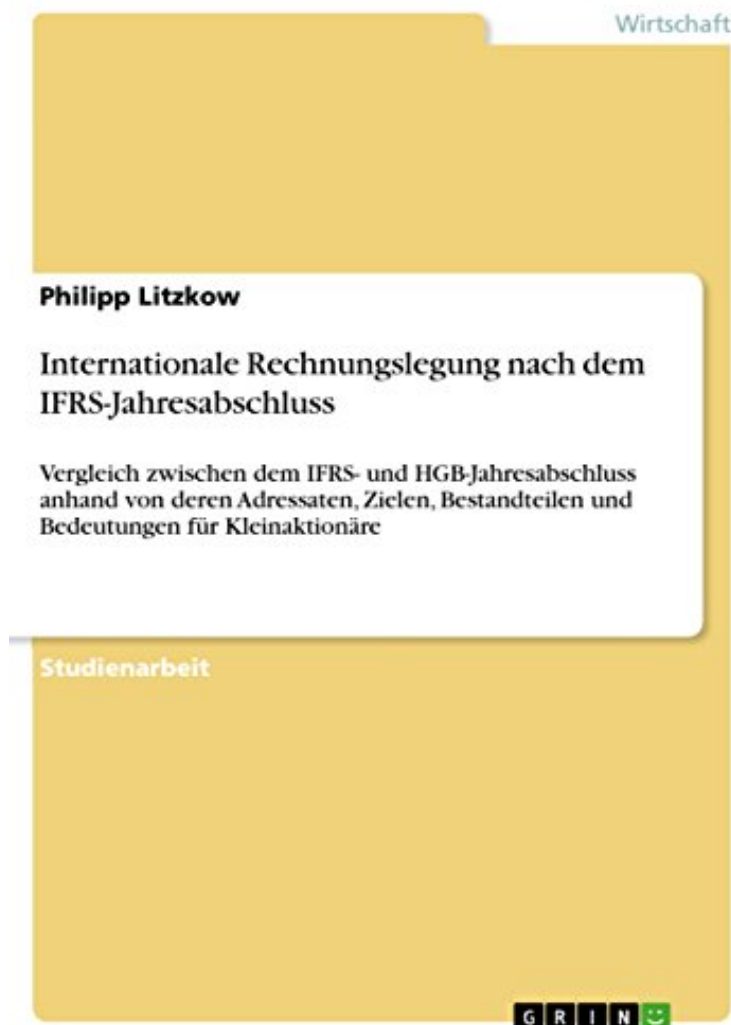 Wirtschaft
Philipp Litzkow
Internationale Rechnungslegung nach dem
IFRS-Jahresabschluss
Vergleich zwischen dem IFRS- und HGB-Jahresabschluss
anhand von deren Adressaten, Zielen, Bestandteilen und
Bedeutungen für Kleinaktionäre
Studienarbeit
GRIN